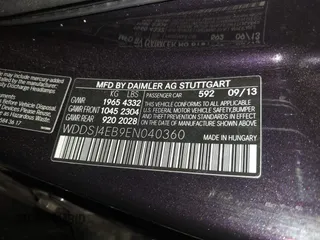 MFD BY DAIMLER AG STUTTGART
KG LBS PASSENGER CAR 592 09/13
GVWR 1965 4332
GAWR FRONT 1045 2304
GAWR REAR 920 2028
THIS VEHICLE CONFORMS TO ALL
APPLICABLE U.S. FEDERAL MOTOR
VEHICLE SAFETY, BUMPER,
AND THEFT PREVENTION STANDARDS
IN EFFECT ON THE DATE OF
MANUFACTURE SHOWN ABOVE.
WDDSJ4EB9EN040360
MADE IN HUNGARY